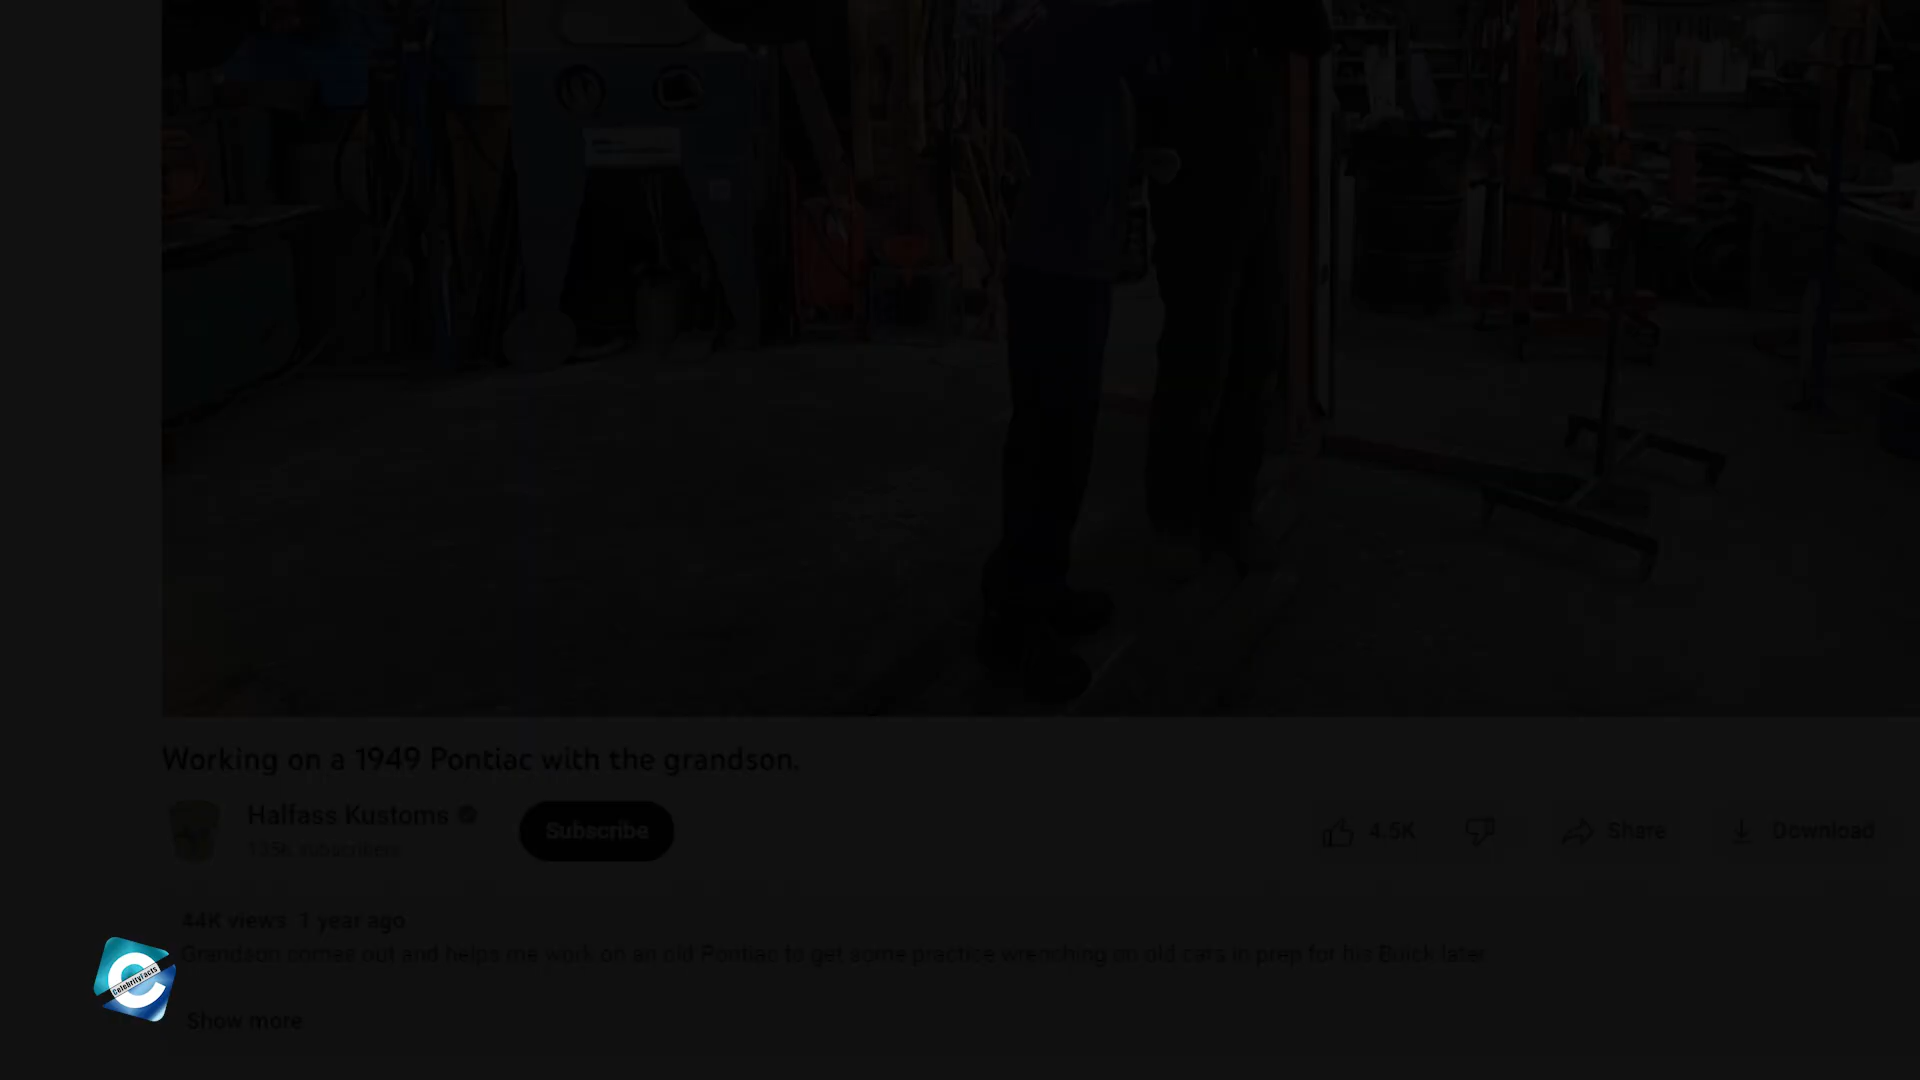 Working on a 1949 Pontiac with the grandson.
Halfass Kustoms
135K subscribers
Subscribe
4.5K
Share
Download
44K views 1 year ago
Grandson comes out and helps me work on an old Pontiac to get some practice wrenching on old cars in prep for his Buick later.
CelebrityFacts
Show more